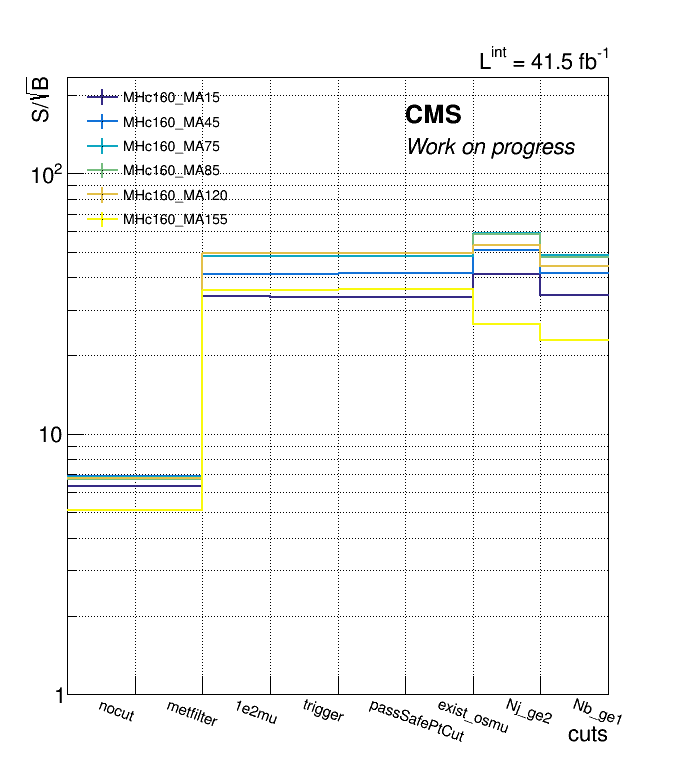 L^int = 41.5 fb^-1
S/√B
MHc160_MA15
MHc160_MA45
MHc160_MA75
MHc160_MA85
MHc160_MA120
MHc160_MA155
CMS
Work on progress
10^2
10
1
nocut
metfilter
1e2mu
trigger
passSafePtCut
exist_osmu
Nj_ge2
Nb_ge1
cuts